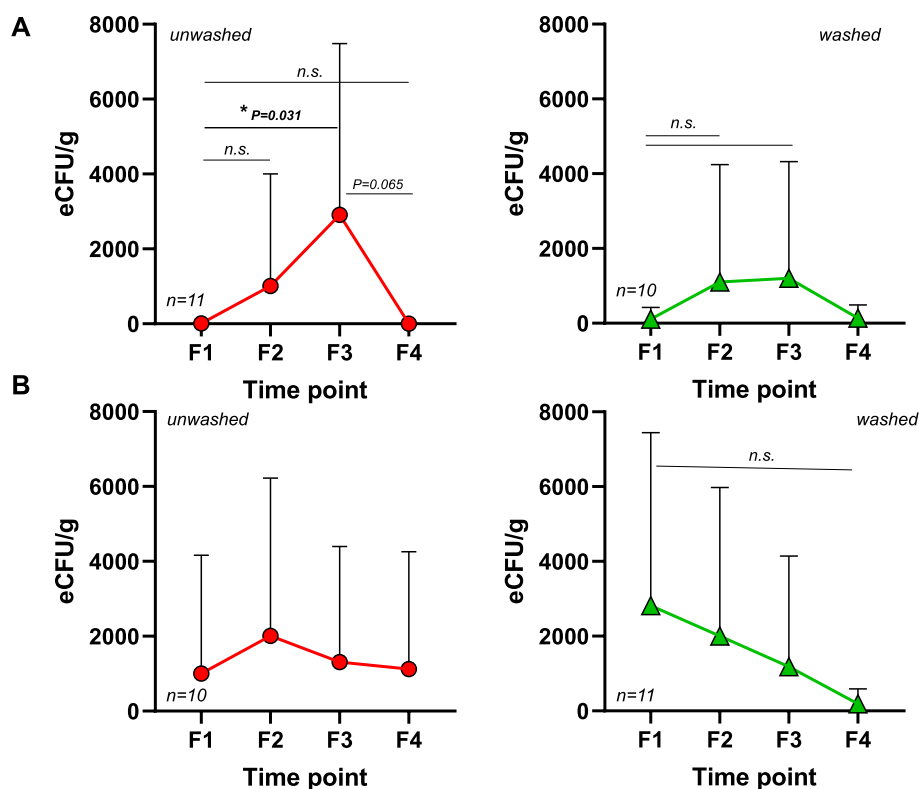 A
8000
6000
4000
2000
0
eCFU/g
unwashed
n.s.
* P=0.031
n.s.
P=0.065
n=11
F1 F2 F3 F4
Time point
8000
6000
4000
2000
0
eCFU/g
washed
n.s.
n=10
F1 F2 F3 F4
Time point
B
8000
6000
4000
2000
0
eCFU/g
unwashed
n=10
F1 F2 F3 F4
Time point
8000
6000
4000
2000
0
eCFU/g
washed
n.s.
n=11
F1 F2 F3 F4
Time point